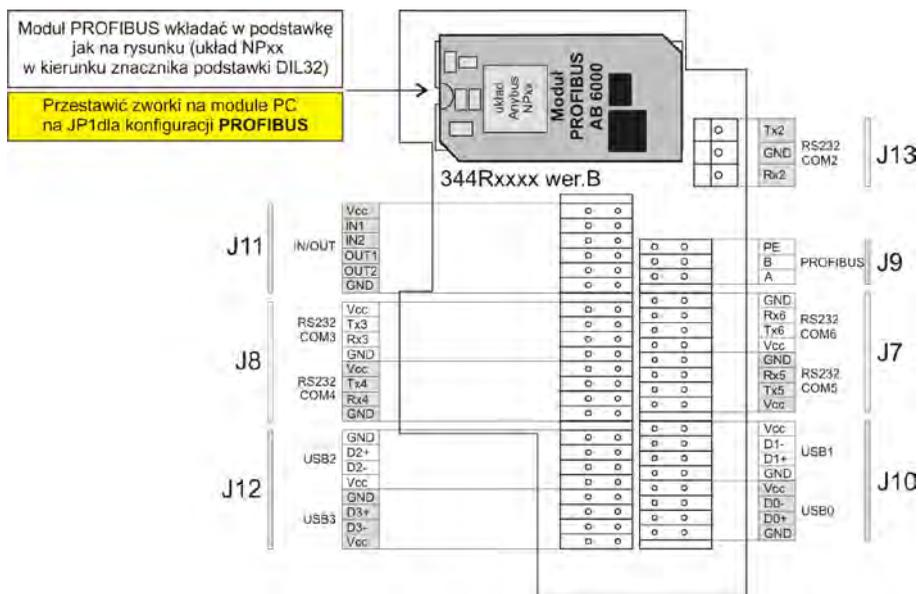 Moduł PROFIBUS wkładać w podstawkę
jak na rysunku (układ NPxx
w kierunku znacznika podstawki DIL32)
Przestawić zworki na module PC
na JP1dla konfiguracji PROFIBUS
układ
Anybus
NPxx
Moduł
PROFIBUS
AB 6000
344Rxxxx wer.B
Tx2
GND
Rx2
RS232
COM2
J13
J11
IN/OUT
Vcc
IN1
IN2
OUT1
OUT2
GND
PE
B
A
PROFIBUS
J9
J8
RS232
COM3
Vcc
Tx3
Rx3
GND
RS232
COM4
Vcc
Tx4
Rx4
GND
GND
Rx6
Tx6
Vcc
RS232
COM6
GND
Rx5
Tx5
Vcc
RS232
COM5
J7
J12
USB2
GND
D2+
D2-
Vcc
USB3
GND
D3+
D3-
Vcc
Vcc
D1-
D1+
GND
USB1
Vcc
D0-
D0+
GND
USB0
J10